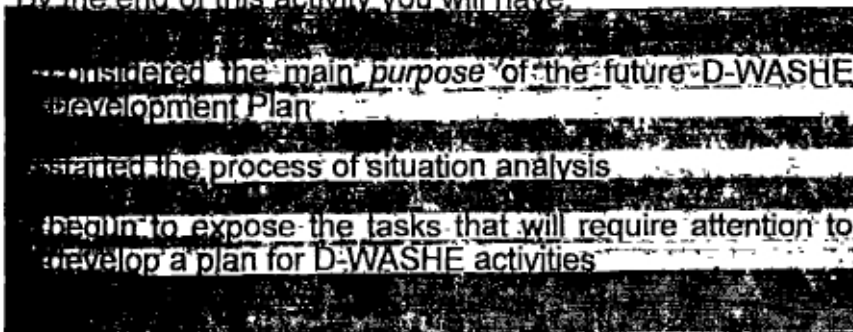 By the end of this activity you will have:
considered the main purpose of the future D-WASHE
Development Plan
started the process of situation analysis
begun to expose the tasks that will require attention to
develop a plan for D-WASHE activities